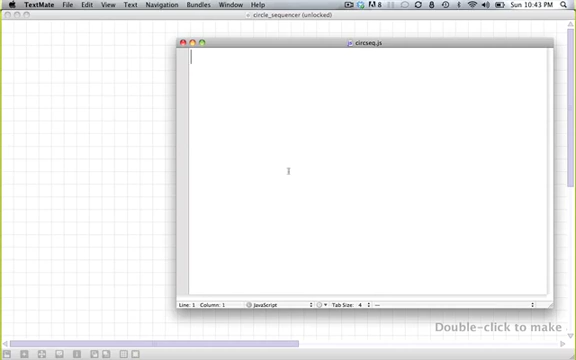 TextMate File Edit View Text Navigation Bundles Window Help 8 Sun 10:43 PM
circle_sequencer (unlocked)
circseq.js
Line: 1 Column: 1 JavaScript Tab Size: 4 —
Double-click to make